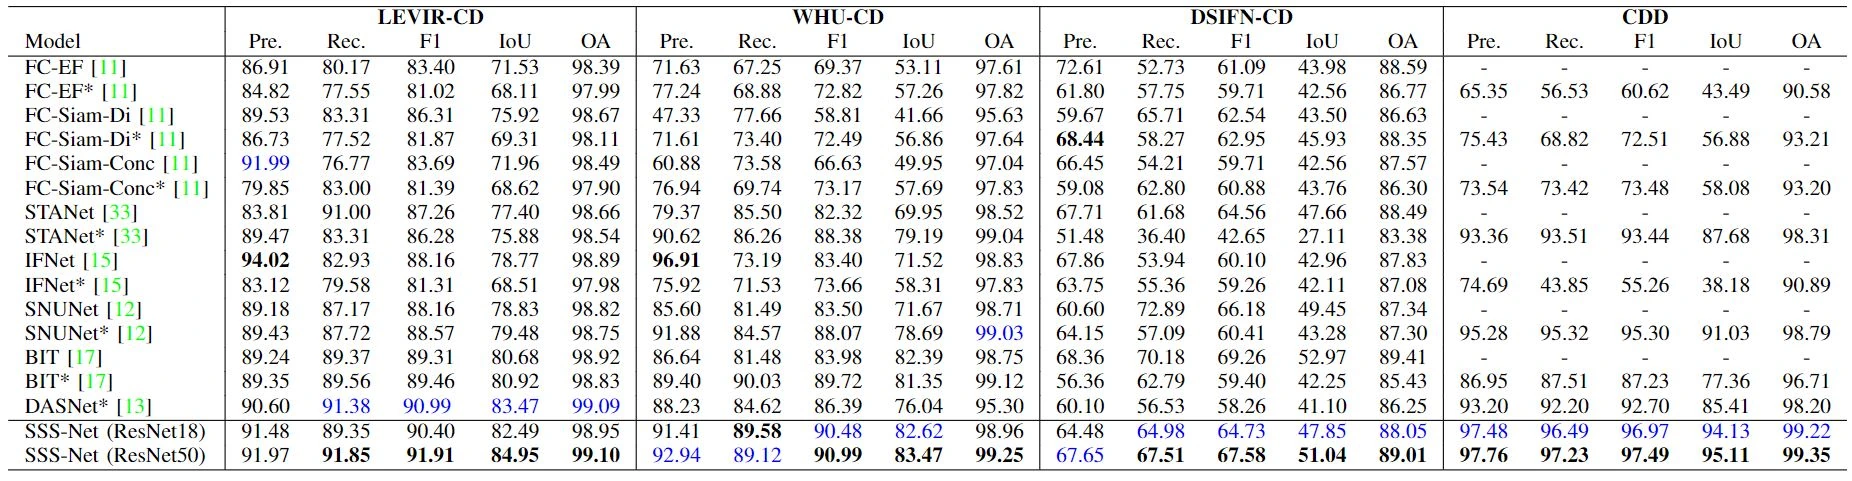 LEVIR-CD WHU-CD DSIFN-CD CDD
Model Pre. Rec. F1 IoU OA Pre. Rec. F1 IoU OA Pre. Rec. F1 IoU OA Pre. Rec. F1 IoU OA
FC-EF [11] 86.91 80.17 83.40 71.53 98.39 71.63 67.25 69.37 53.11 97.61 72.61 52.73 61.09 43.98 88.59 - - - - -
FC-EF* [11] 84.82 77.55 81.02 68.11 97.99 77.24 68.88 72.82 57.26 97.82 61.80 57.75 59.71 42.56 86.77 65.35 56.53 60.62 43.49 90.58
FC-Siam-Di [11] 89.53 83.31 86.31 75.92 98.67 47.33 77.66 58.81 41.66 95.63 59.67 65.71 62.54 43.50 86.63 - - - - -
FC-Siam-Di* [11] 86.73 77.52 81.87 69.31 98.11 71.61 73.40 72.49 56.86 97.64 68.44 58.27 62.95 45.93 88.35 75.43 68.82 72.51 56.88 93.21
FC-Siam-Conc [11] 91.99 76.77 83.69 71.96 98.49 60.88 73.58 66.63 49.95 97.04 66.45 54.21 59.71 42.56 87.57 - - - - -
FC-Siam-Conc* [11] 79.85 83.00 81.39 68.62 97.90 76.94 69.74 73.17 57.69 97.83 59.08 62.80 60.88 43.76 86.30 73.54 73.42 73.48 58.08 93.20
STANet [33] 83.81 91.00 87.26 77.40 98.66 79.37 85.50 82.32 69.95 98.52 67.71 61.68 64.56 47.66 88.49 - - - - -
STANet* [33] 89.47 83.31 86.28 75.88 98.54 90.62 86.26 88.38 79.19 99.04 51.48 36.40 42.65 27.11 83.38 93.36 93.51 93.44 87.68 98.31
IFNet [15] 94.02 82.93 88.16 78.77 98.89 96.91 73.19 83.40 71.52 98.83 67.86 53.94 60.10 42.96 87.83 - - - - -
IFNet* [15] 83.12 79.58 81.31 68.51 97.98 75.92 71.53 73.66 58.31 97.83 63.75 55.36 59.26 42.11 87.08 74.69 43.85 55.26 38.18 90.89
SNUNet [12] 89.18 87.17 88.16 78.83 98.82 85.60 81.49 83.50 71.67 98.71 60.60 72.89 66.18 49.45 87.34 - - - - -
SNUNet* [12] 89.43 87.72 88.57 79.48 98.75 91.88 84.57 88.07 78.69 99.03 64.15 57.09 60.41 43.28 87.30 95.28 95.32 95.30 91.03 98.79
BIT [17] 89.24 89.37 89.31 80.68 98.92 86.64 81.48 83.98 82.39 98.75 68.36 70.18 69.26 52.97 89.41 - - - - -
BIT* [17] 89.35 89.56 89.46 80.92 98.83 89.40 90.03 89.72 81.35 99.12 56.36 62.79 59.40 42.25 85.43 86.95 87.51 87.23 77.36 96.71
DASNet* [13] 90.60 91.38 90.99 83.47 99.09 88.23 84.62 86.39 76.04 95.30 60.10 56.53 58.26 41.10 86.25 93.20 92.20 92.70 85.41 98.20
SSS-Net (ResNet18) 91.48 89.35 90.40 82.49 98.95 91.41 89.58 90.48 82.62 98.96 64.48 64.98 64.73 47.85 88.05 97.48 96.49 96.97 94.13 99.22
SSS-Net (ResNet50) 91.97 91.85 91.91 84.95 99.10 92.94 89.12 90.99 83.47 99.25 67.65 67.51 67.58 51.04 89.01 97.76 97.23 97.49 95.11 99.35